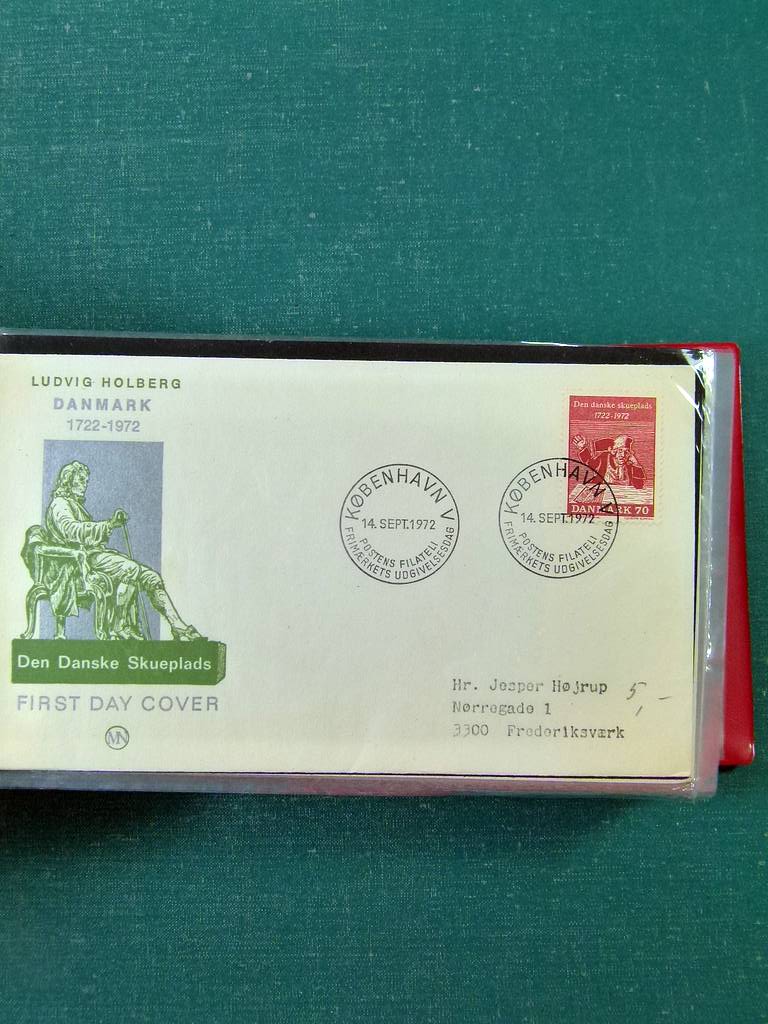 LUDVIG HOLBERG
DANMARK
1722-1972
Den Danske Skueplads
FIRST DAY COVER
MN
KØBENHAVN V
14. SEPT.1972
POSTENS FILATELI
FRIMÆRKETS UDGIVELSESDAG
Den danske skueplads
1722-1972
DANMARK 70
KØBENHAVN V
14. SEPT.1972
POSTENS FILATELI
FRIMÆRKETS UDGIVELSESDAG
Hr. Jesper Højrup
Nørregade 1
3300 Frederiksværk
5,-